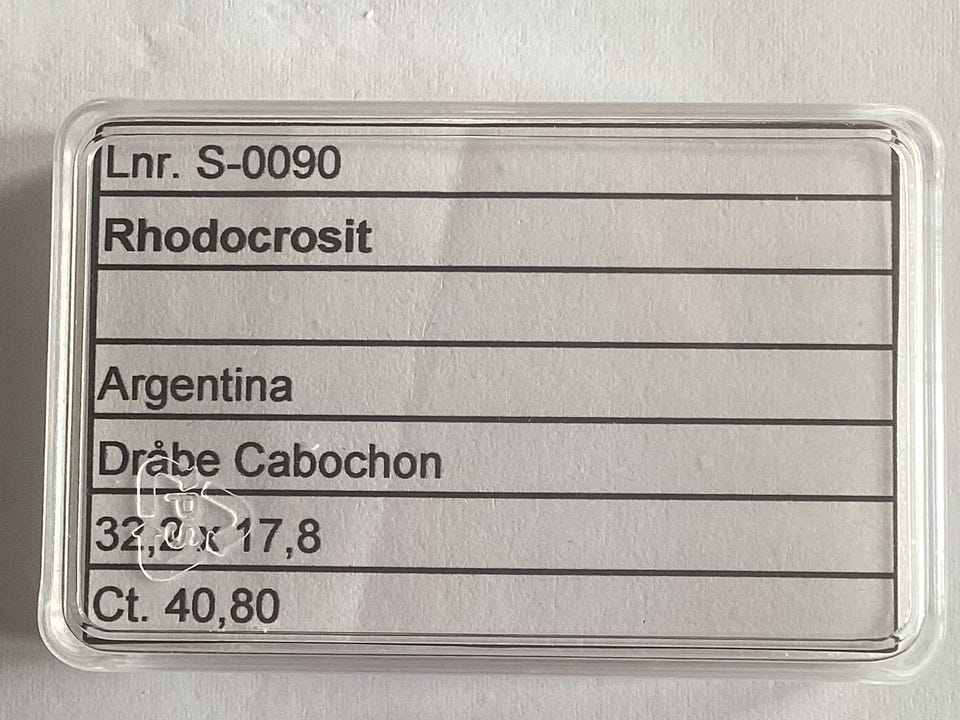 Lnr. S-0090
Rhodocrosit
Argentina
Dråbe Cabochon
32,2 x 17,8
Ct. 40,80